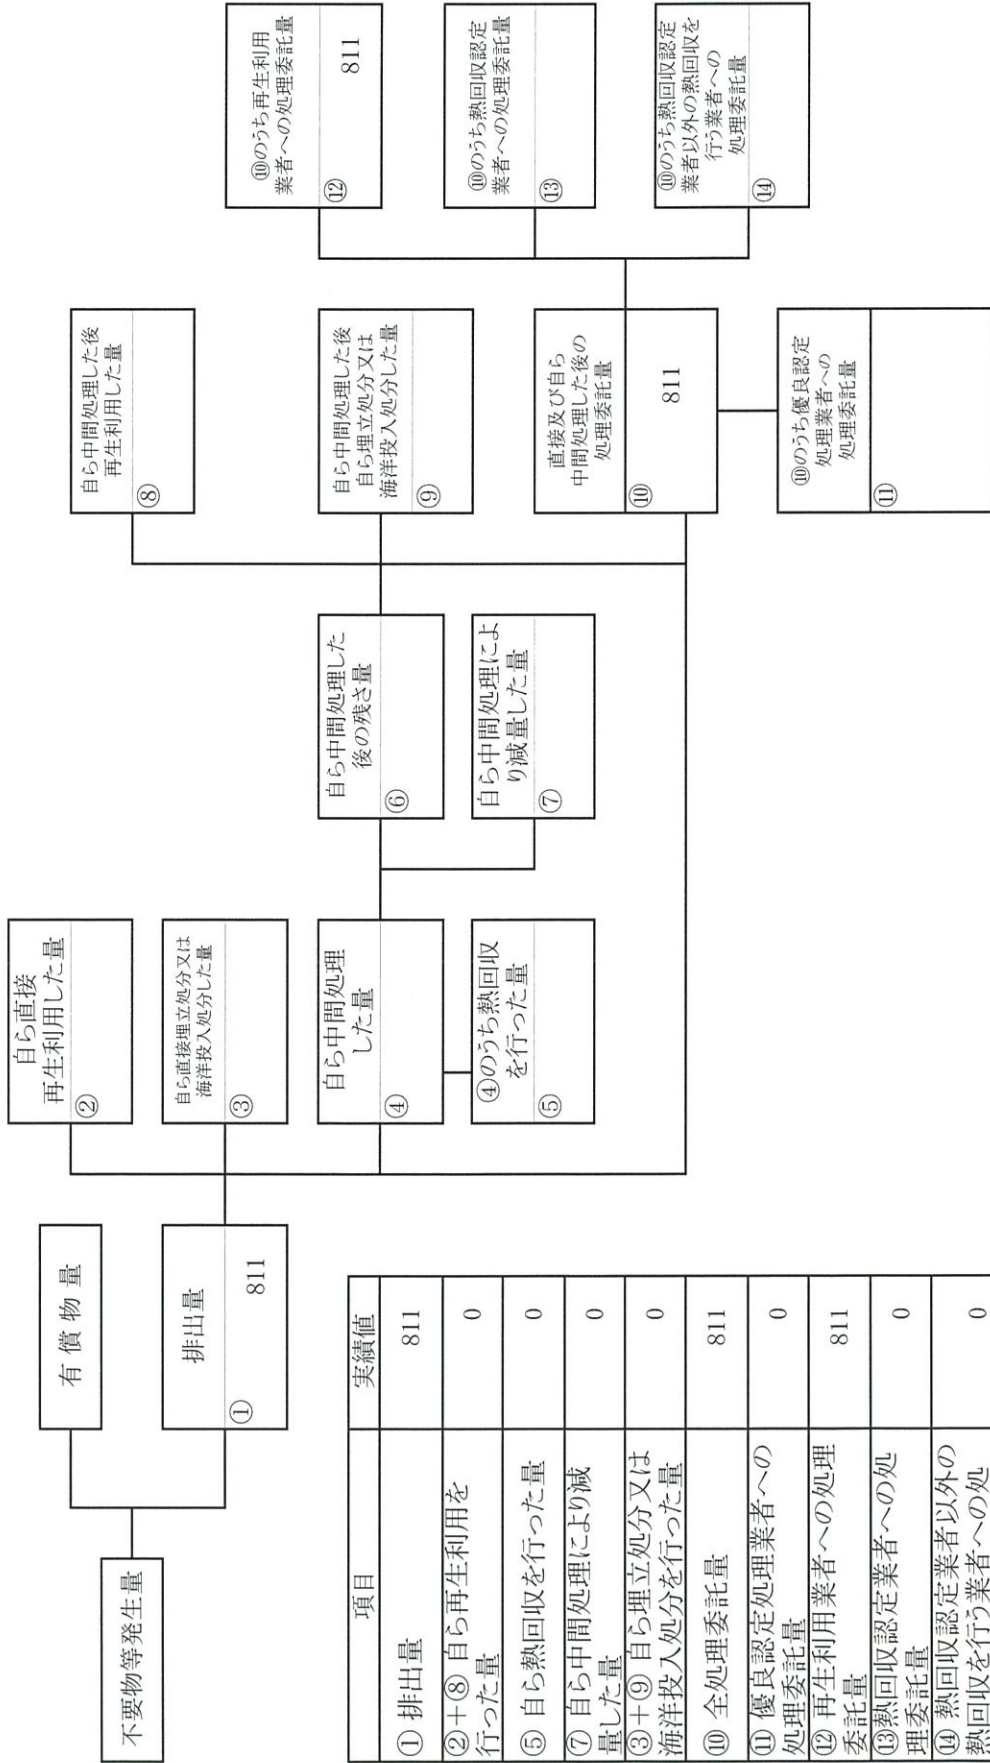 不要物等発生量
有償物量
排出量
①
811
自ら直接
再生利用した量
②
自ら直接埋立処分又は
海洋投入処分した量
③
自ら中間処理
した量
④
④のうち熱回収
を行った量
⑤
自ら中間処理した
後の残さ量
⑥
自ら中間処理によ
り減量した量
⑦
自ら中間処理した後
再生利用した量
⑧
自ら中間処理した後
自ら埋立処分又は
海洋投入処分した量
⑨
直接及び自ら
中間処理した後の
処理委託量
⑩
811
⑩のうち優良認定
処理業者への
処理委託量
⑪
⑩のうち再生利用
業者への処理委託量
⑫
811
⑩のうち熱回収認定
業者への処理委託量
⑬
⑩のうち熱回収認定
業者以外の熱回収を
行う業者への
処理委託量
⑭
項目 実績値
① 排出量 811
②+⑧ 自ら再生利用を
行った量 0
⑤ 自ら熱回収を行った量 0
⑦ 自ら中間処理により減
量した量 0
③+⑨ 自ら埋立処分又は
海洋投入処分を行った量 0
⑩ 全処理委託量 811
⑪ 優良認定処理業者への
処理委託量 0
⑫ 再生利用業者への処理
委託量 811
⑬熱回収認定業者への処
理委託量 0
⑭ 熱回収認定業者以外の
熱回収を行う業者への処 0